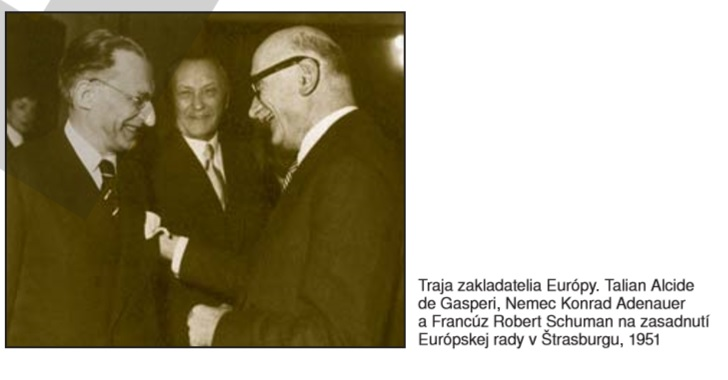 Traja zakladatelia Európy. Talian Alcide
de Gasperi, Nemec Konrad Adenauer
a Francúz Robert Schuman na zasadnutí
Európskej rady v Štrasburgu, 1951